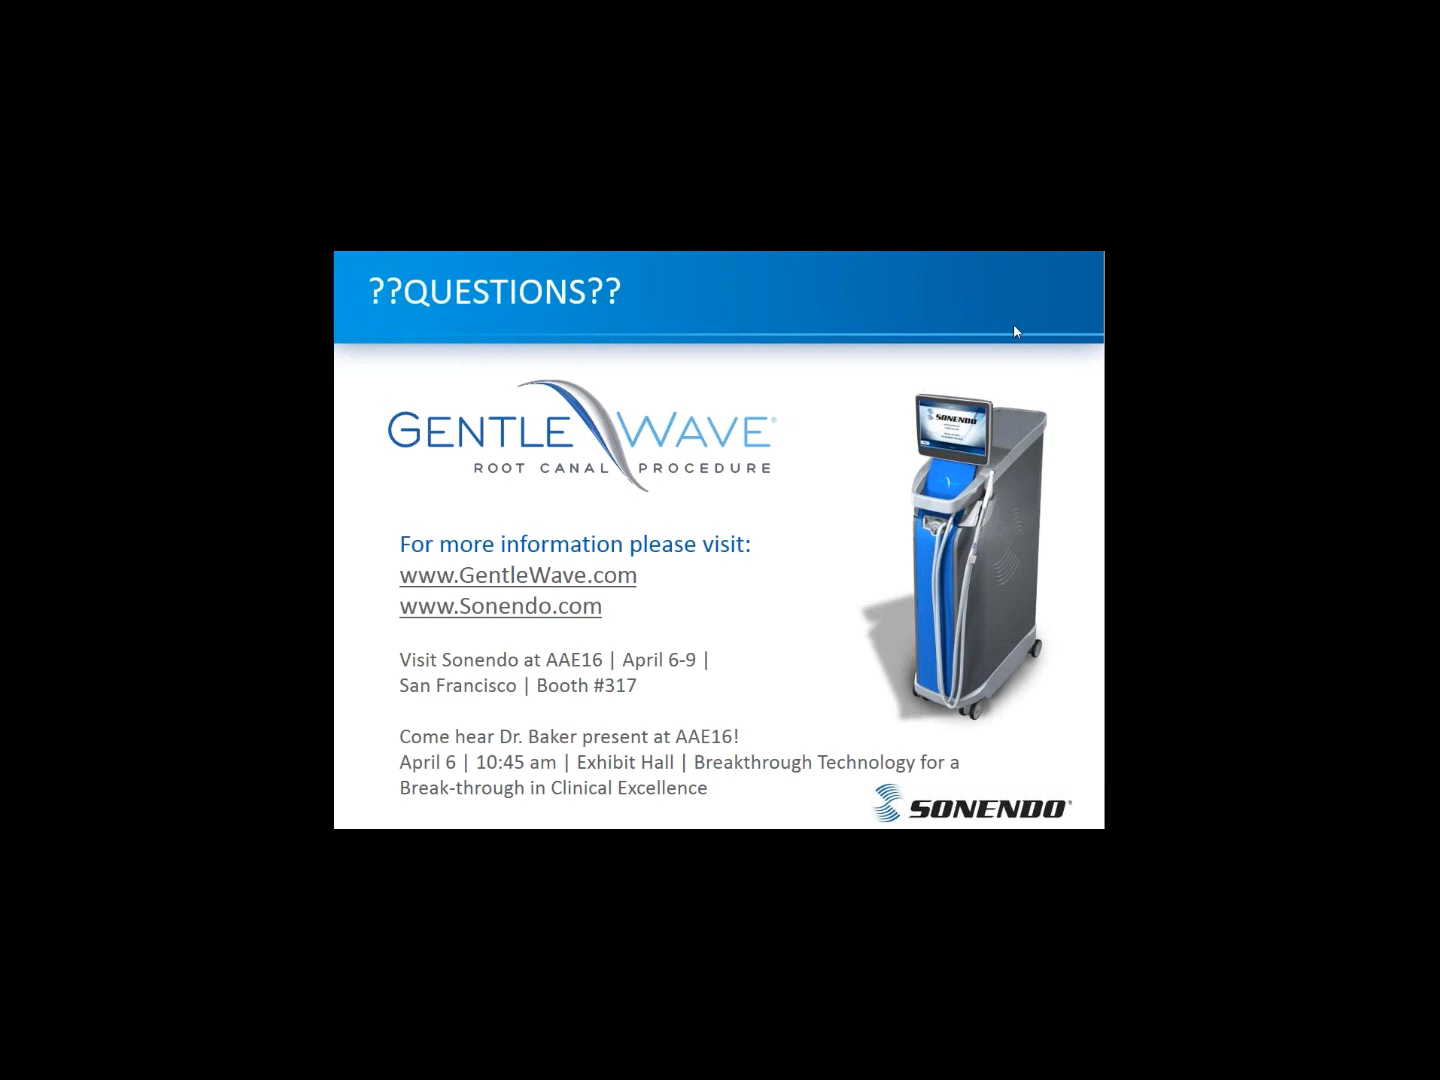 ??QUESTIONS??
GENTLEWAVE®
ROOT CANAL PROCEDURE
SONENDO
For more information please visit:
www.GentleWave.com
www.Sonendo.com
Visit Sonendo at AAE16 | April 6-9 |
San Francisco | Booth #317
Come hear Dr. Baker present at AAE16!
April 6 | 10:45 am | Exhibit Hall | Breakthrough Technology for a
Break-through in Clinical Excellence
SONENDO®